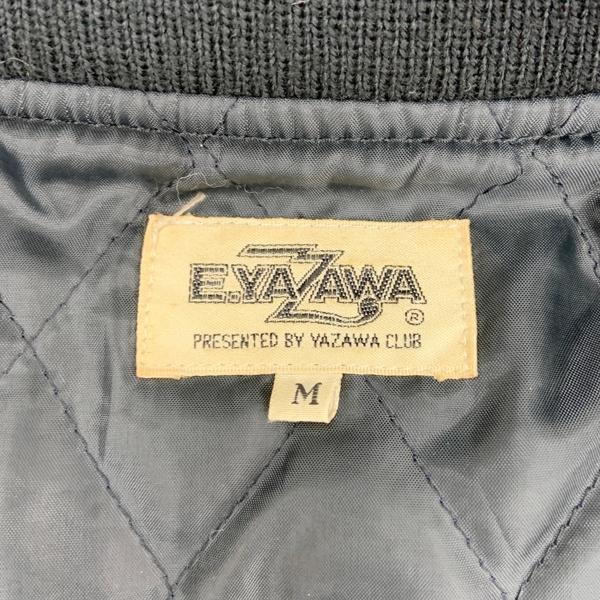 E.YAZAWA
®
PRESENTED BY YAZAWA CLUB
M